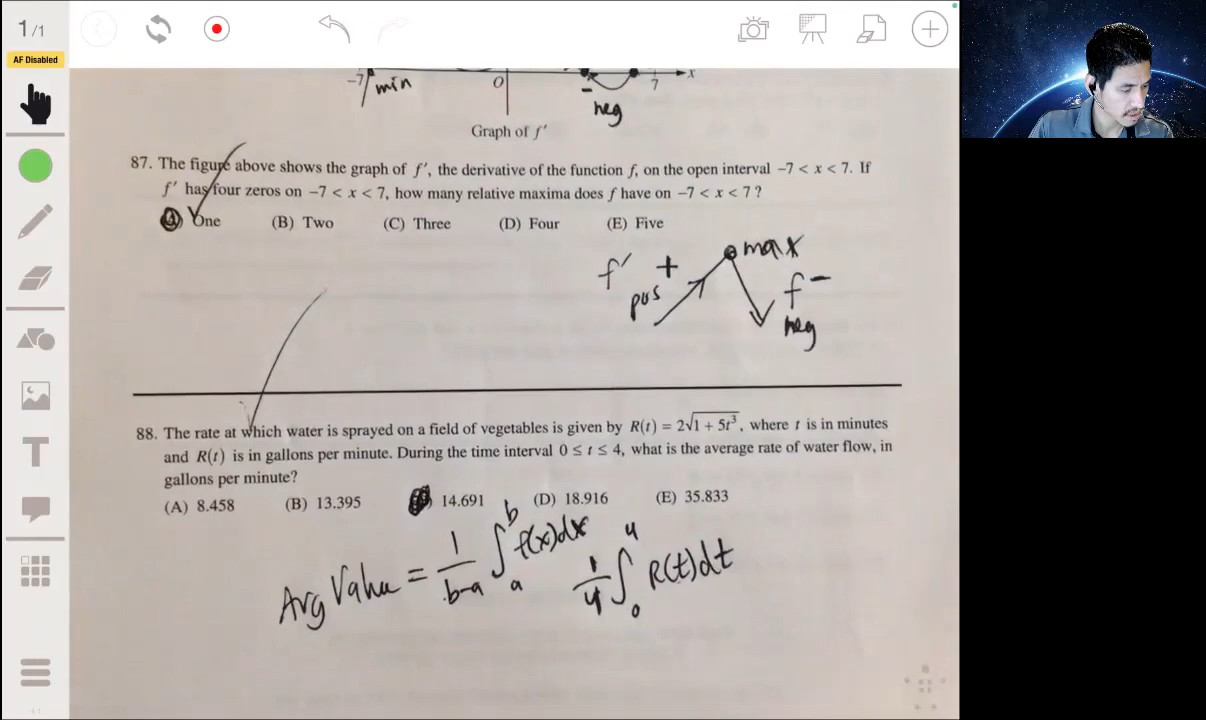 1/1
AF Disabled
-7 min O - 7 x
neg
Graph of f′
87. The figure above shows the graph of f′, the derivative of the function f, on the open interval −7 < x < 7. If
f′ has four zeros on −7 < x < 7, how many relative maxima does f have on −7 < x < 7 ?
(A) One (B) Two (C) Three (D) Four (E) Five
f′ + max
pos f −
neg
88. The rate at which water is sprayed on a field of vegetables is given by R(t) = 2√(1 + 5t³), where t is in minutes
and R(t) is in gallons per minute. During the time interval 0 ≤ t ≤ 4, what is the average rate of water flow, in
gallons per minute?
(A) 8.458 (B) 13.395 14.691 (D) 18.916 (E) 35.833
Avg Value = 1/b-a ∫ₐᵇ f(x)dx 1/4 ∫₀⁴ R(t)dt
T